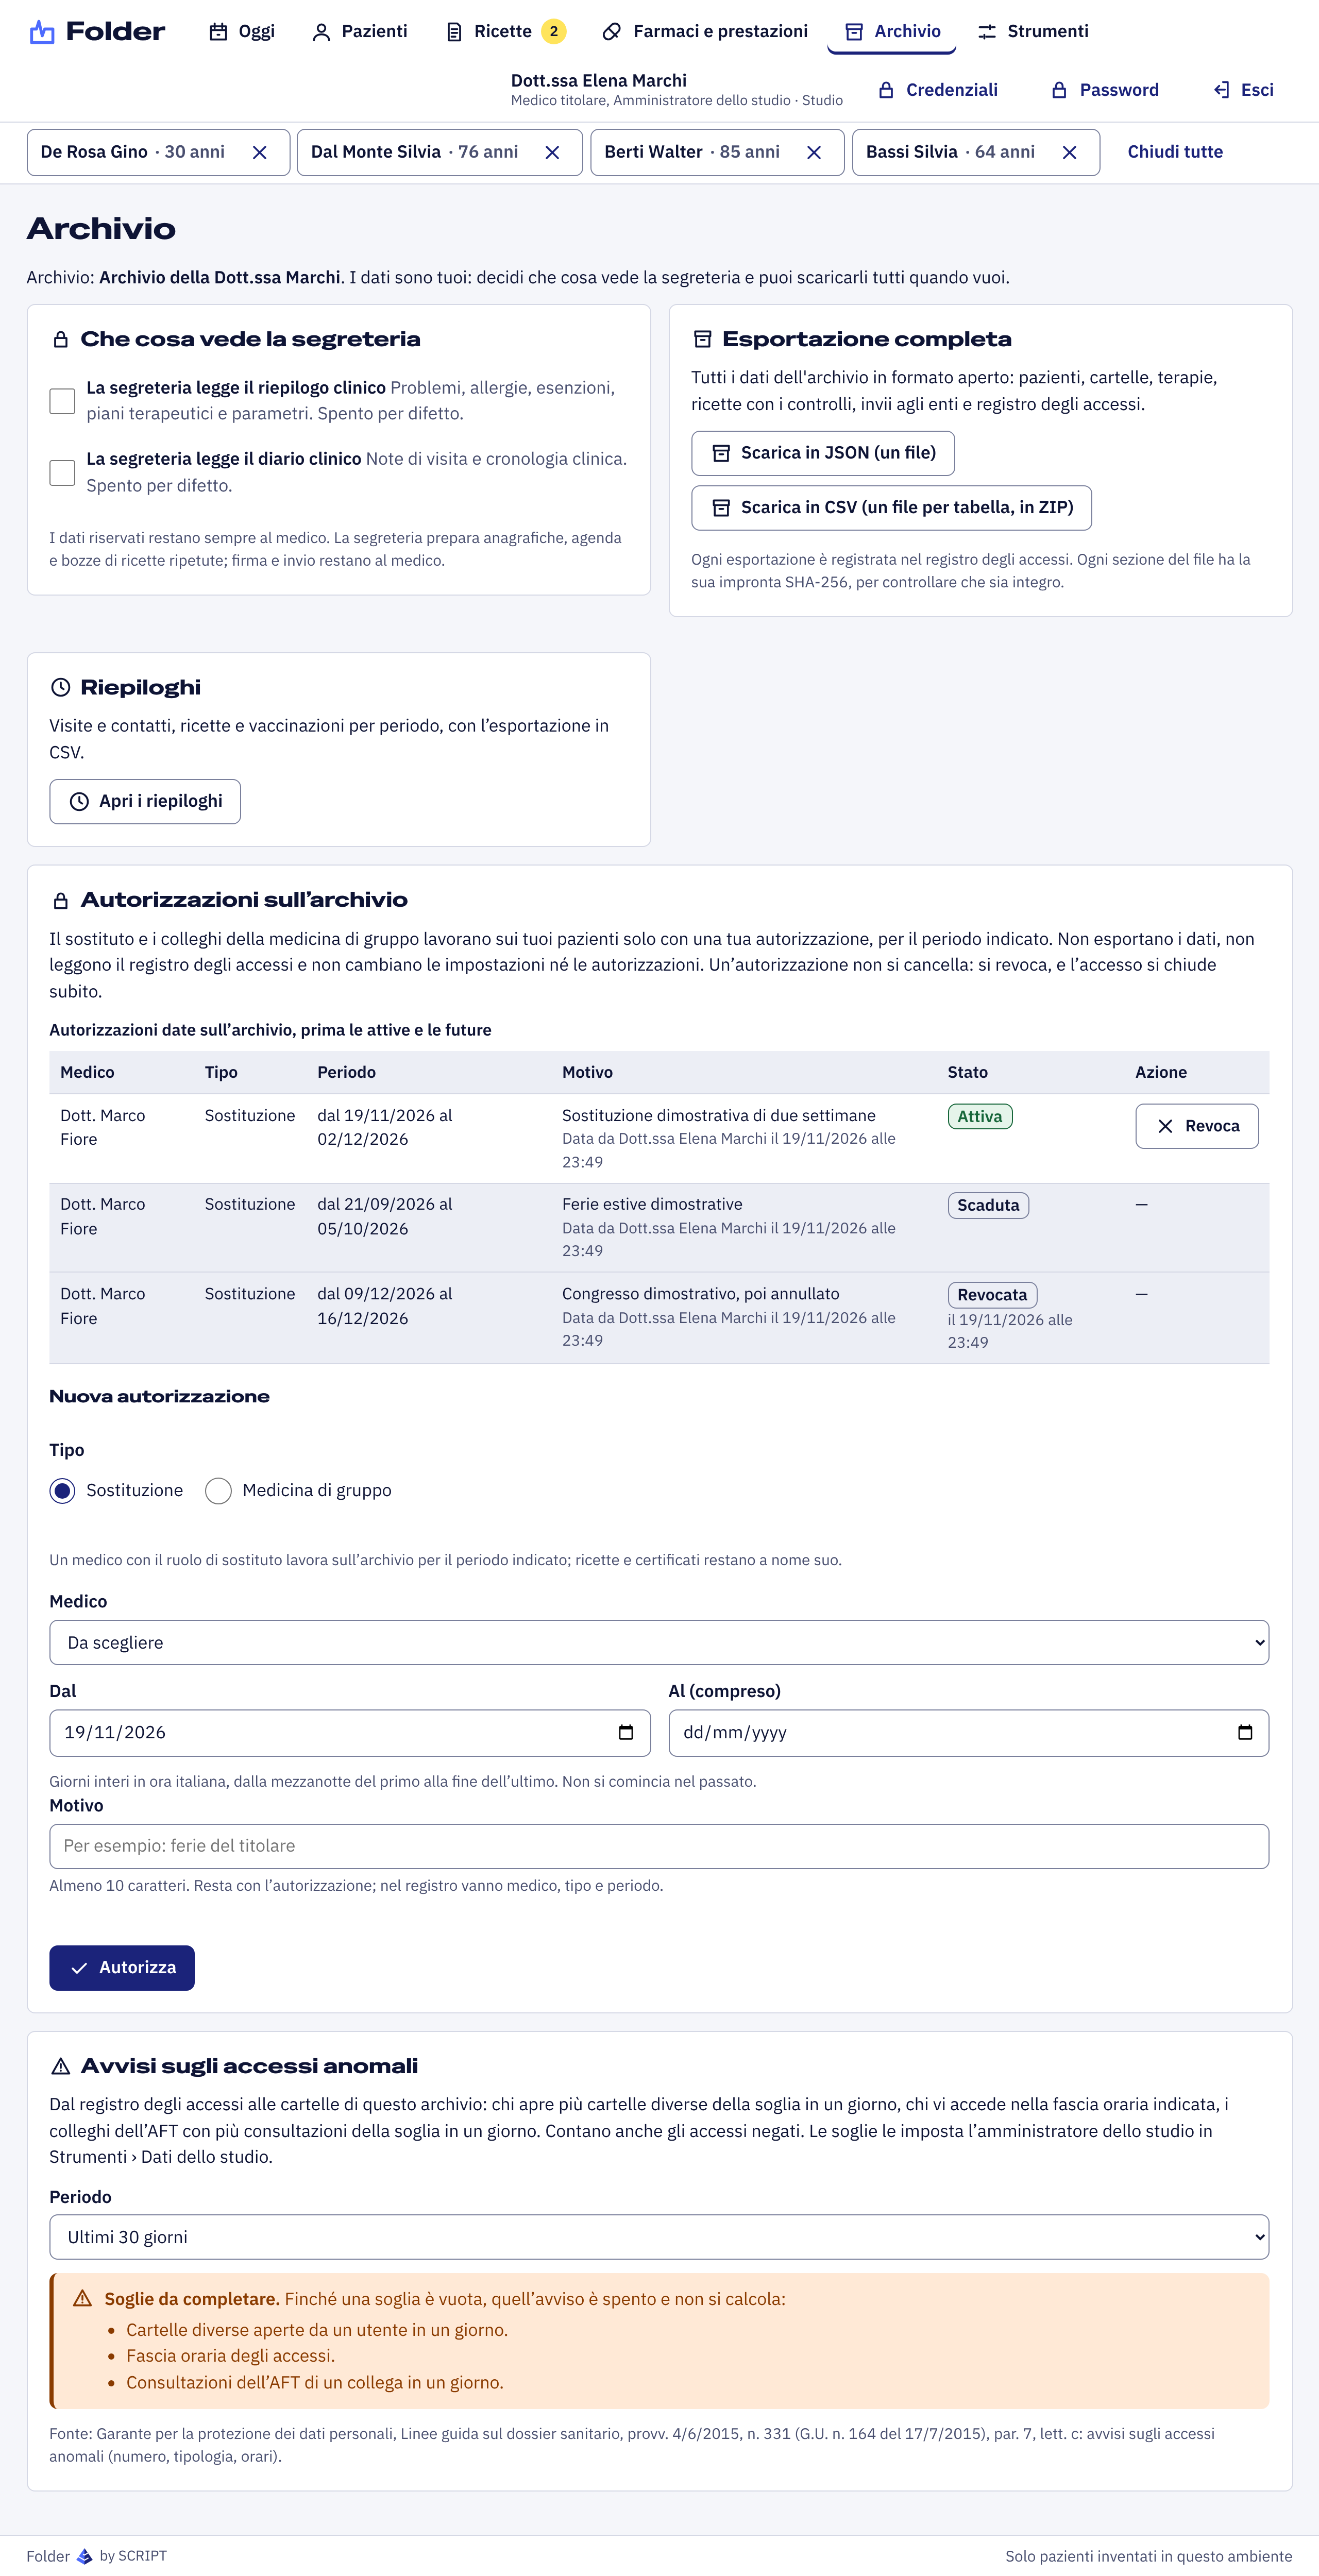 Folder
Oggi
Pazienti
Ricette 2
Farmaci e prestazioni
Archivio
Strumenti
Dott.ssa Elena Marchi
Medico titolare, Amministratore dello studio · Studio
Credenziali
Password
Esci
De Rosa Gino · 30 anni
Dal Monte Silvia · 76 anni
Berti Walter · 85 anni
Bassi Silvia · 64 anni
Chiudi tutte
Archivio
Archivio: Archivio della Dott.ssa Marchi. I dati sono tuoi: decidi che cosa vede la segreteria e puoi scaricarli tutti quando vuoi.
Che cosa vede la segreteria
La segreteria legge il riepilogo clinico Problemi, allergie, esenzioni,
piani terapeutici e parametri. Spento per difetto.
La segreteria legge il diario clinico Note di visita e cronologia clinica.
Spento per difetto.
I dati riservati restano sempre al medico. La segreteria prepara anagrafiche, agenda
e bozze di ricette ripetute; firma e invio restano al medico.
Esportazione completa
Tutti i dati dell'archivio in formato aperto: pazienti, cartelle, terapie,
ricette con i controlli, invii agli enti e registro degli accessi.
Scarica in JSON (un file)
Scarica in CSV (un file per tabella, in ZIP)
Ogni esportazione è registrata nel registro degli accessi. Ogni sezione del file ha la
sua impronta SHA-256, per controllare che sia integro.
Riepiloghi
Visite e contatti, ricette e vaccinazioni per periodo, con l’esportazione in
CSV.
Apri i riepiloghi
Autorizzazioni sull’archivio
Il sostituto e i colleghi della medicina di gruppo lavorano sui tuoi pazienti solo con una tua autorizzazione, per il periodo indicato. Non esportano i dati, non
leggono il registro degli accessi e non cambiano le impostazioni né le autorizzazioni. Un’autorizzazione non si cancella: si revoca, e l’accesso si chiude
subito.
Autorizzazioni date sull’archivio, prima le attive e le future
Medico Tipo Periodo Motivo Stato Azione
Dott. Marco Sostituzione dal 19/11/2026 al Sostituzione dimostrativa di due settimane Attiva Revoca
Fiore 02/12/2026 Data da Dott.ssa Elena Marchi il 19/11/2026 alle
23:49
Dott. Marco Sostituzione dal 21/09/2026 al Ferie estive dimostrative Scaduta —
Fiore 05/10/2026 Data da Dott.ssa Elena Marchi il 19/11/2026 alle
23:49
Dott. Marco Sostituzione dal 09/12/2026 al Congresso dimostrativo, poi annullato Revocata —
Fiore 16/12/2026 Data da Dott.ssa Elena Marchi il 19/11/2026 alle il 19/11/2026 alle
23:49 23:49
Nuova autorizzazione
Tipo
Sostituzione Medicina di gruppo
Un medico con il ruolo di sostituto lavora sull’archivio per il periodo indicato; ricette e certificati restano a nome suo.
Medico
Da scegliere
Dal Al (compreso)
19/11/2026 dd/mm/yyyy
Giorni interi in ora italiana, dalla mezzanotte del primo alla fine dell’ultimo. Non si comincia nel passato.
Motivo
Per esempio: ferie del titolare
Almeno 10 caratteri. Resta con l’autorizzazione; nel registro vanno medico, tipo e periodo.
Autorizza
Avvisi sugli accessi anomali
Dal registro degli accessi alle cartelle di questo archivio: chi apre più cartelle diverse della soglia in un giorno, chi vi accede nella fascia oraria indicata, i
colleghi dell’AFT con più consultazioni della soglia in un giorno. Contano anche gli accessi negati. Le soglie le imposta l’amministratore dello studio in
Strumenti › Dati dello studio.
Periodo
Ultimi 30 giorni
Soglie da completare. Finché una soglia è vuota, quell’avviso è spento e non si calcola:
• Cartelle diverse aperte da un utente in un giorno.
• Fascia oraria degli accessi.
• Consultazioni dell’AFT di un collega in un giorno.
Fonte: Garante per la protezione dei dati personali, Linee guida sul dossier sanitario, provv. 4/6/2015, n. 331 (G.U. n. 164 del 17/7/2015), par. 7, lett. c: avvisi sugli accessi
anomali (numero, tipologia, orari).
Folder by SCRIPT
Solo pazienti inventati in questo ambiente